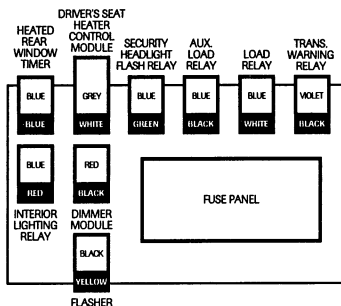 DRIVER'S SEAT
HEATER
CONTROL
MODULE
HEATED
REAR
WINDOW
TIMER
SECURITY
HEADLIGHT
FLASH RELAY
AUX.
LOAD
RELAY
LOAD
RELAY
TRANS.
WARNING
RELAY
BLUE
GREY
BLUE
BLUE
BLUE
VIOLET
BLUE
WHITE
GREEN
BLACK
WHITE
BLACK
BLUE
RED
RED
BLACK
FUSE PANEL
INTERIOR
LIGHTING
RELAY
DIMMER
MODULE
BLACK
YELLOW
FLASHER